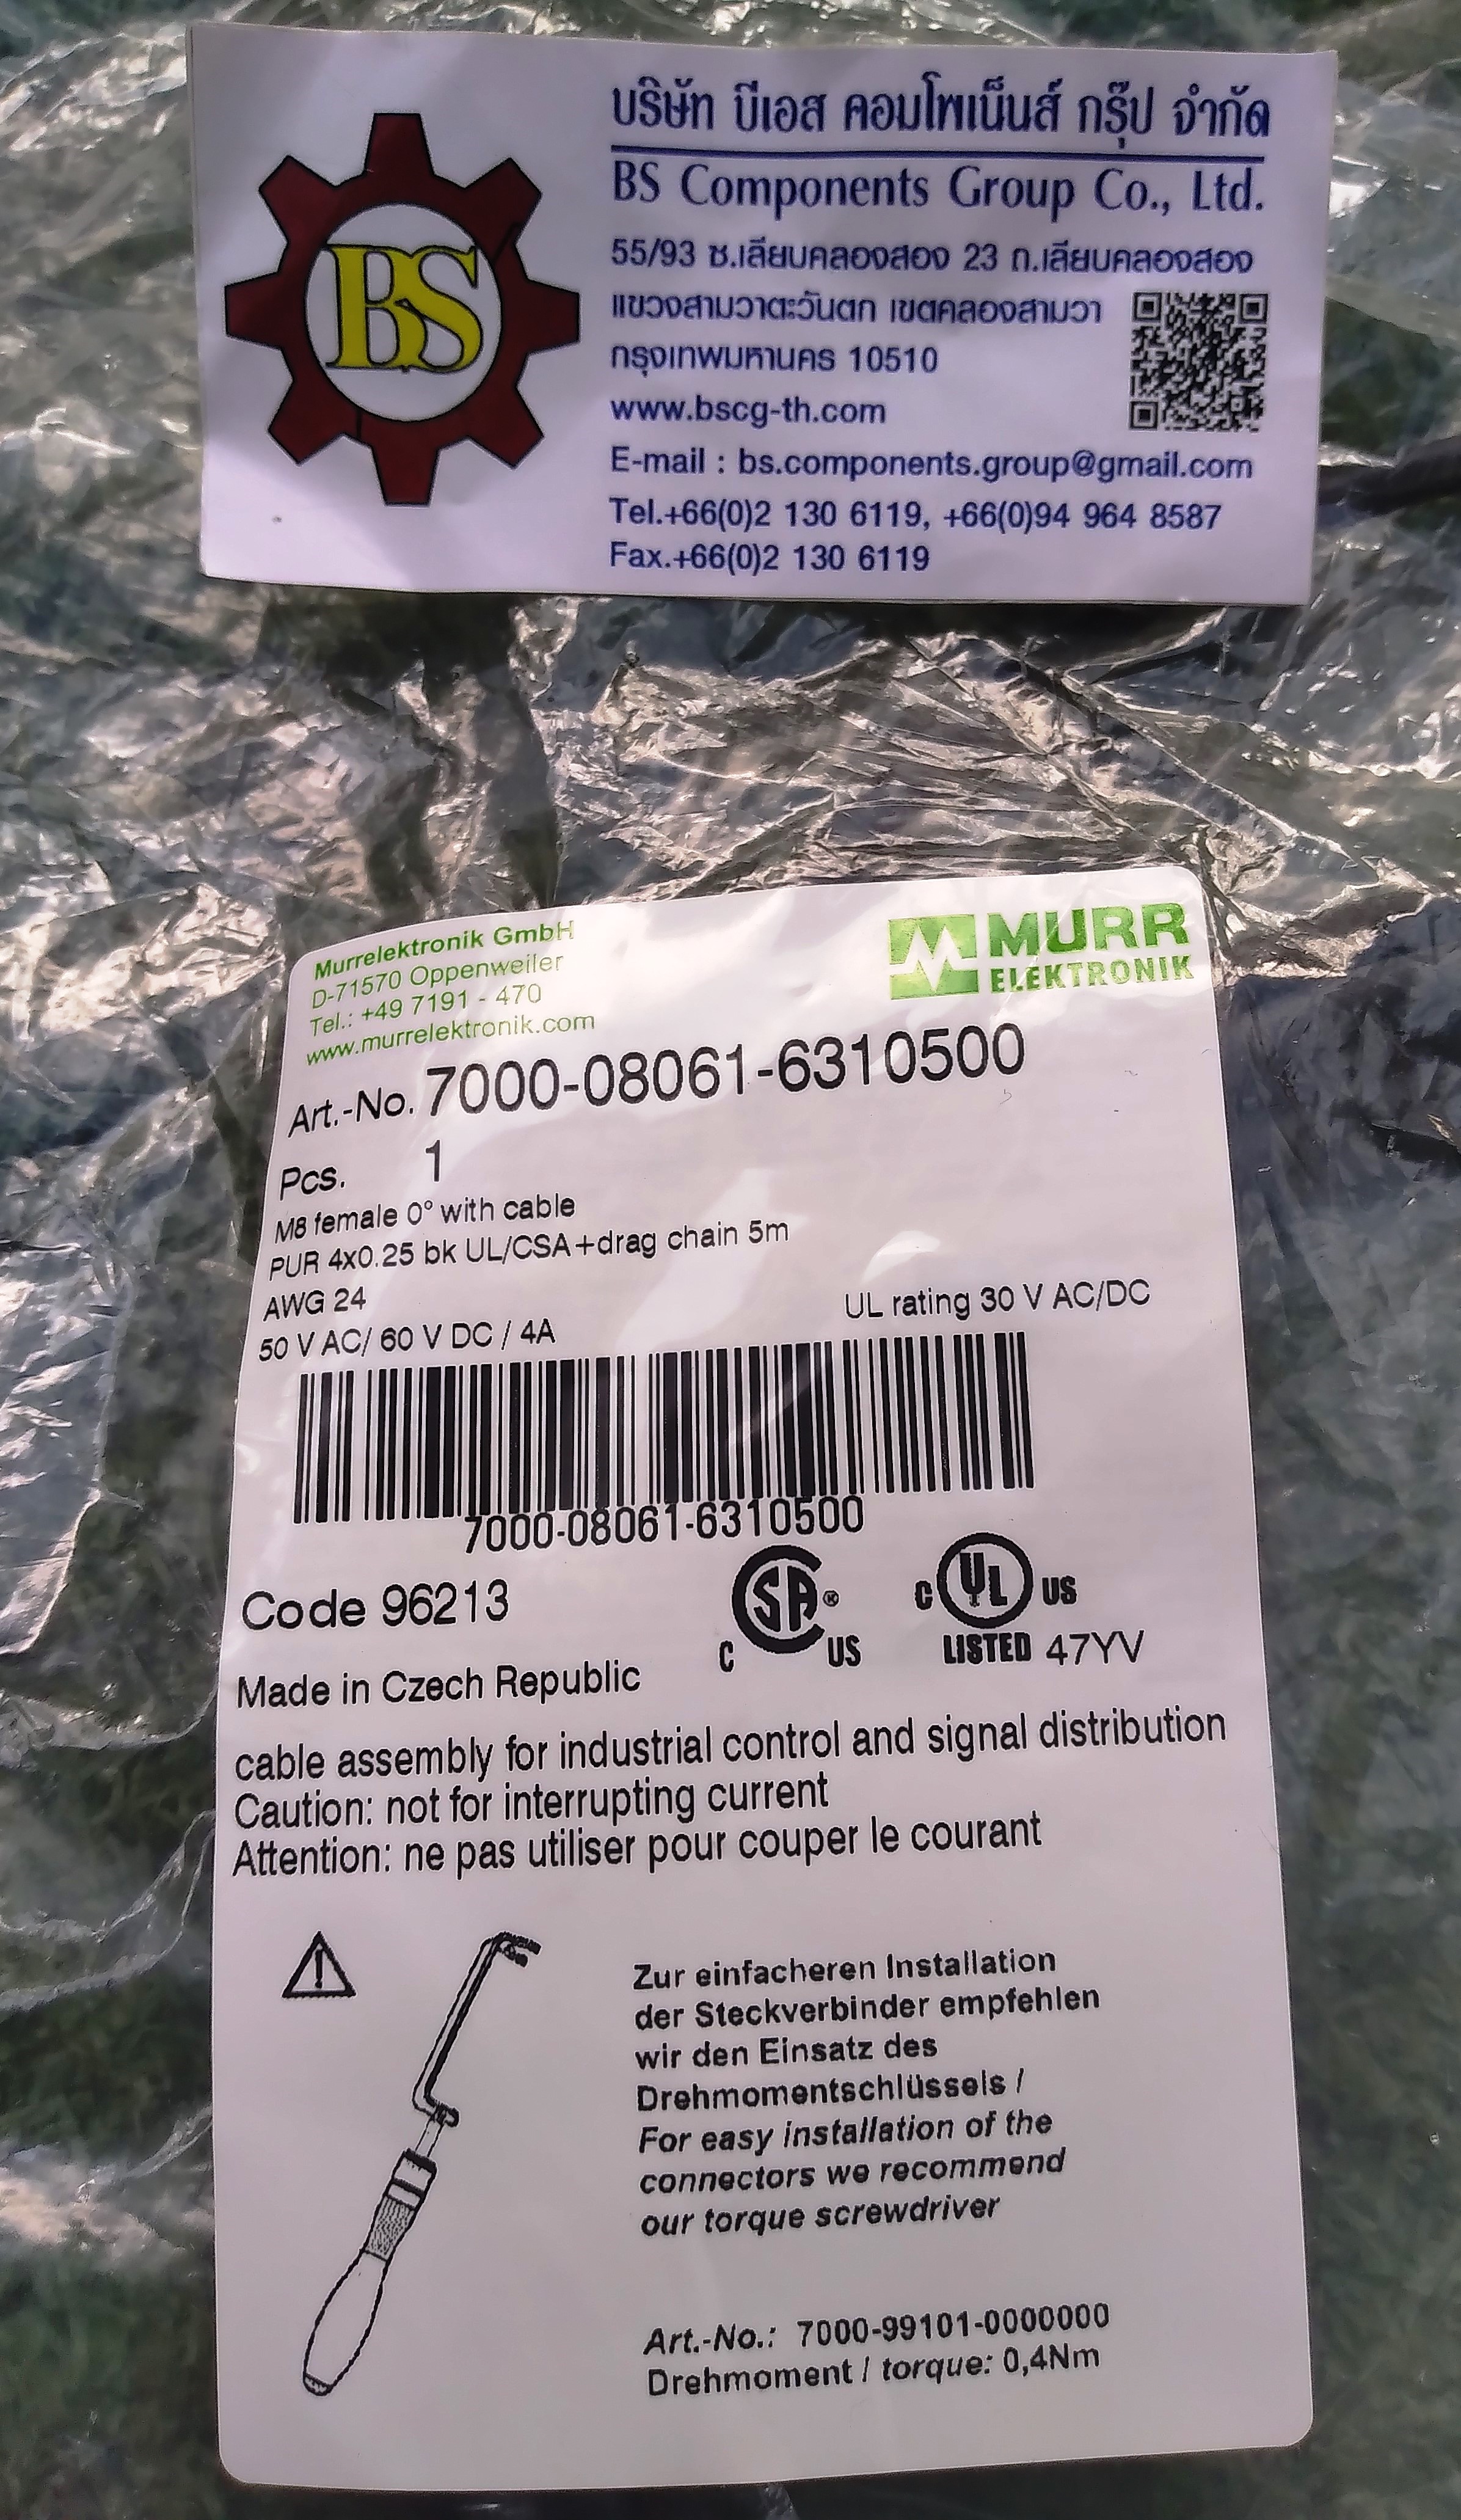 บริษัท บีเอส คอมโพเน็นส์ กรุ๊ป จำกัด
BS Components Group Co., Ltd.
BS
55/93 ซ.เลียบคลองสอง 23 ถ.เลียบคลองสอง
แขวงสามวาตะวันตก เขตคลองสามวา
กรุงเทพมหานคร 10510
www.bscg-th.com
E-mail : bs.components.group@gmail.com
Tel.+66(0)2 130 6119, +66(0)94 964 8587
Fax.+66(0)2 130 6119
Murrelektronik GmbH
D-71570 Oppenweiler
Tel.: +49 7191 - 470
www.murrelektronik.com
MURR
ELEKTRONIK
Art.-No. 7000-08061-6310500
Pcs. 1
M8 female 0° with cable
PUR 4x0.25 bk UL/CSA+drag chain 5m
AWG 24
50 V AC/ 60 V DC / 4A UL rating 30 V AC/DC
7000-08061-6310500
Code 96213
C SA® US
C UL US
LISTED 47YV
Made in Czech Republic
cable assembly for industrial control and signal distribution
Caution: not for interrupting current
Attention: ne pas utiliser pour couper le courant
Zur einfacheren Installation
der Steckverbinder empfehlen
wir den Einsatz des
Drehmomentschlüssels /
For easy installation of the
connectors we recommend
our torque screwdriver
Art.-No.: 7000-99101-0000000
Drehmoment / torque: 0,4Nm